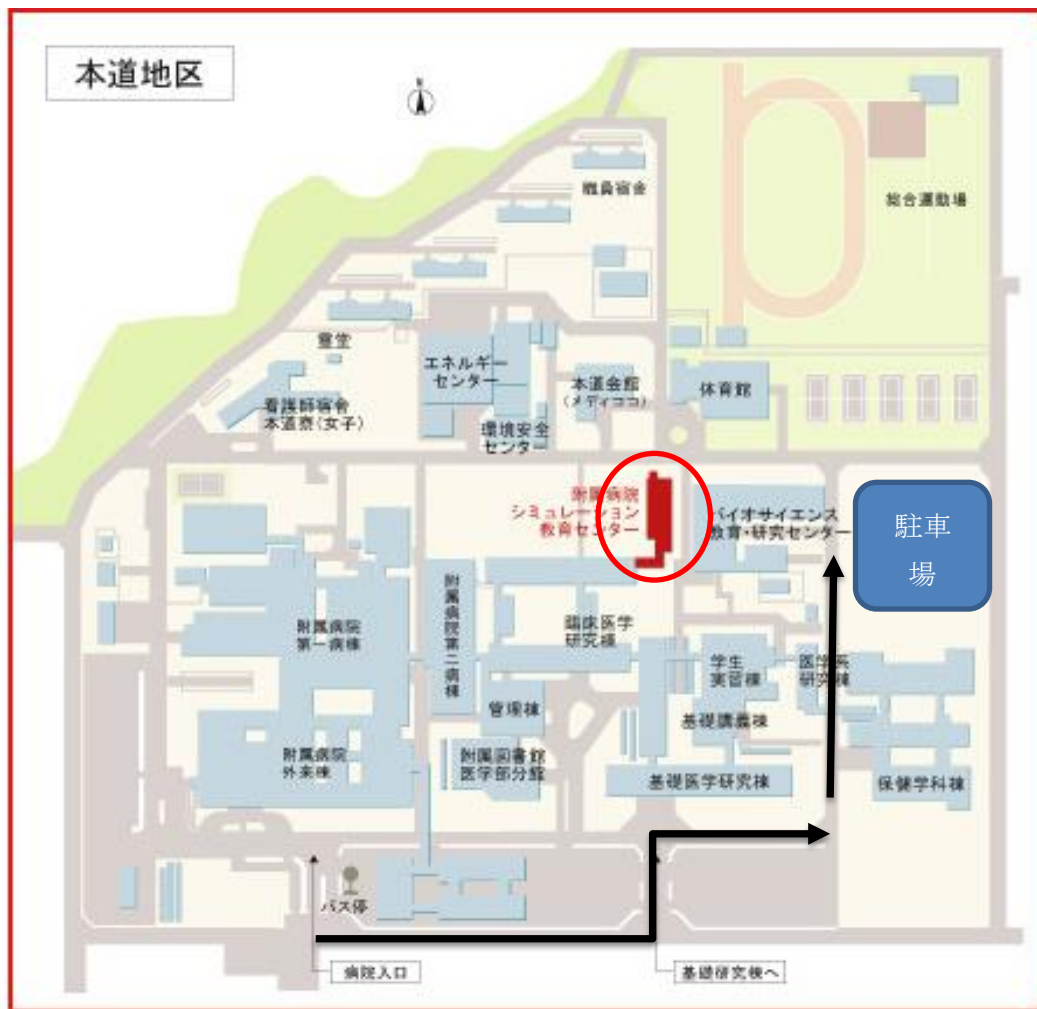 本道地区
N
職員宿舎
総合運動場
霊堂
エネルギー
センター
本道会館
(メディココ)
体育館
看護師宿舎
本道寮(女子)
環境安全
センター
附属病院
シミュレーション
教育センター
バイオサイエンス
教育・研究センター
駐車
場
附属病院第二病棟
附属病院
第一病棟
臨床医学
研究棟
学生
実習棟
医学系
研究棟
管理棟
基礎講義棟
附属病院
外来棟
附属図書館
医学部分館
基礎医学研究棟
保健学科棟
バス停
病院入口
基礎研究棟へ